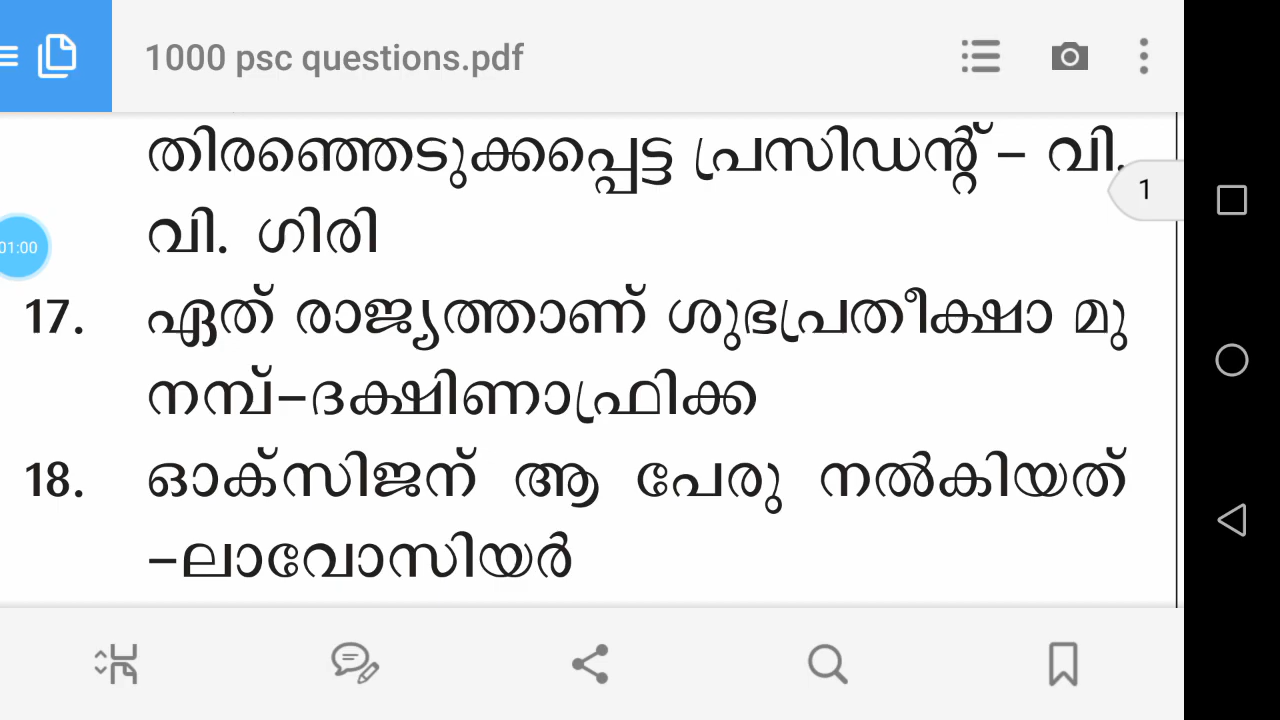 1000 psc questions.pdf
തിരഞ്ഞെടുക്കപ്പെട്ട പ്രസിഡന്റ് – വി.
1
വി. ഗിരി
01:00
17. ഏത് രാജ്യത്താണ് ശുഭപ്രതീക്ഷാ മു
നമ്പ്–ദക്ഷിണാഫ്രിക്ക
18. ഓക്സിജന് ആ പേരു നൽകിയത്
–ലാവോസിയർ